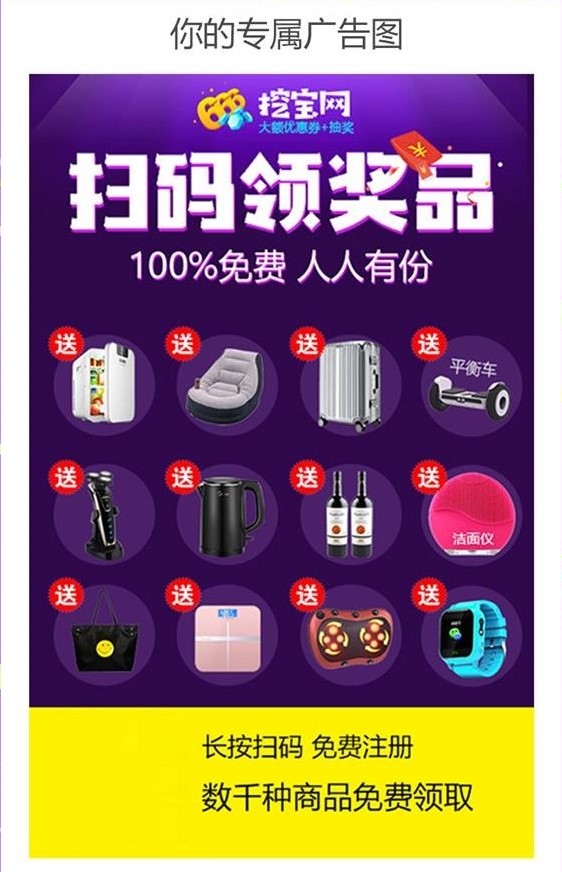 你的专属广告图
666 挖宝网
大额优惠券+抽奖
扫码领奖品
100%免费 人人有份
送 送 送 送
平衡车
送 送 送 送
洁面仪
送 送 送 送
长按扫码 免费注册
数千种商品免费领取